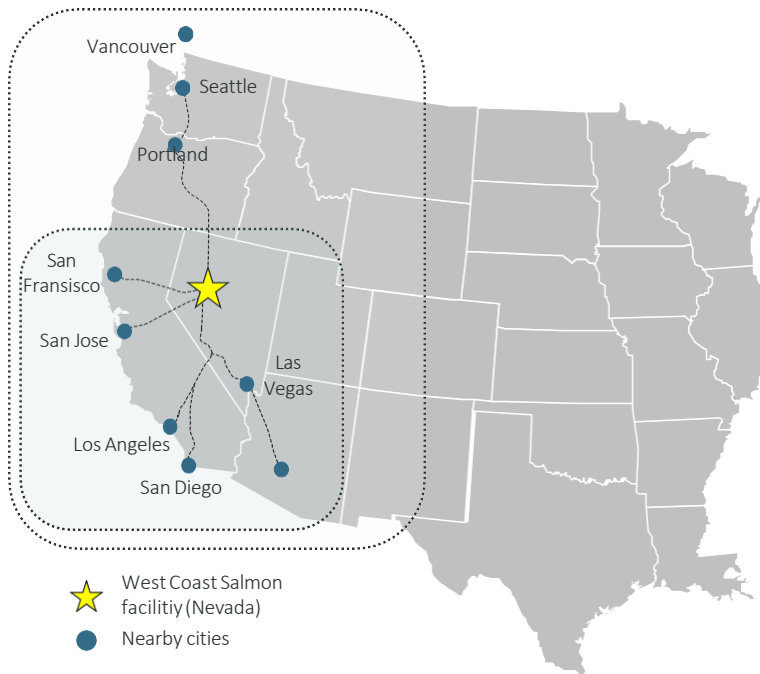 Vancouver
Seattle
Portland
San
Fransisco
San Jose
Las
Vegas
Los Angeles
San Diego
West Coast Salmon
facilitiy (Nevada)
Nearby cities